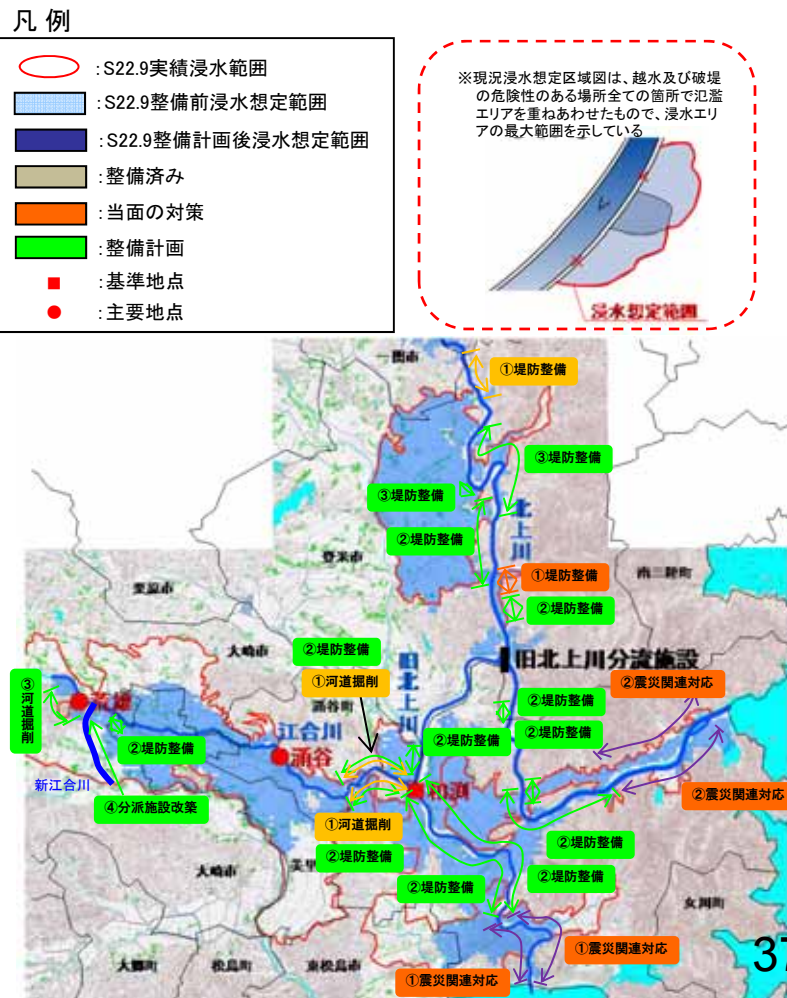 凡 例
:S22.9実績浸水範囲
:S22.9整備前浸水想定範囲
:S22.9整備計画後浸水想定範囲
:整備済み
:当面の対策
:整備計画
:基準地点
:主要地点
※現況浸水想定区域図は、越水及び破堤
の危険性のある場所全ての箇所で氾濫
エリアを重ねあわせたもので、浸水エリ
アの最大範囲を示している
浸水想定範囲
一関市
①堤防整備
③堤防整備
③堤防整備
北上川
②堤防整備
登米市
①堤防整備
南三陸町
栗原市
②堤防整備
大崎市
②堤防整備
旧北上川
旧北上川分流施設
①河道掘削
②震災関連対応
③河道掘削
荒雄
涌谷町
②堤防整備
江合川
②堤防整備
②堤防整備
②堤防整備
涌谷
新江合川
和渕
②震災関連対応
④分派施設改築
①河道掘削
②堤防整備
②堤防整備
大崎市
美里
②堤防整備
②堤防整備
女川町
①震災関連対応
大郷町
松島町
東松島市
①震災関連対応
37